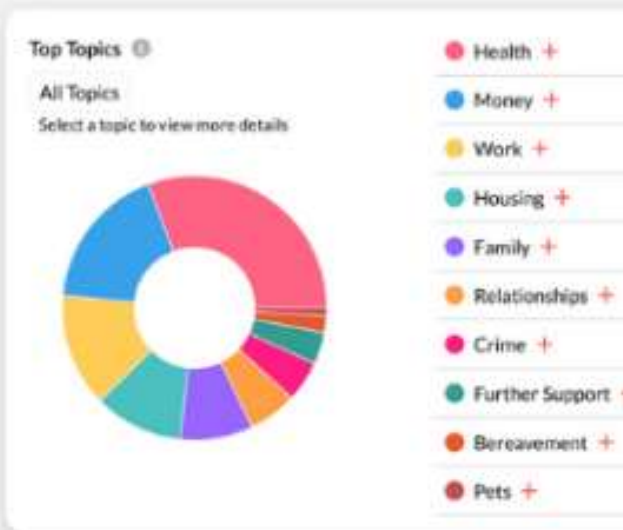 Top Topics
All Topics
Select a topic to view more details
Health +
Money +
Work +
Housing +
Family +
Relationships +
Crime +
Further Support
Bereavement +
Pets +